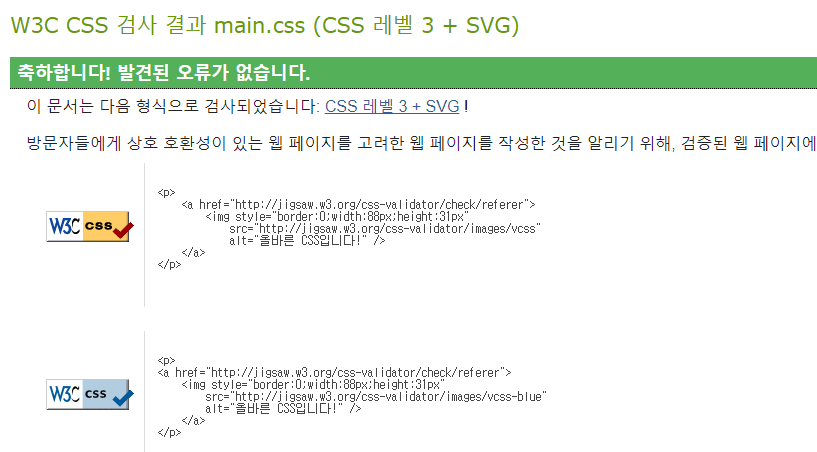 W3C CSS 검사 결과 main.css (CSS 레벨 3 + SVG)
축하합니다! 발견된 오류가 없습니다.
이 문서는 다음 형식으로 검사되었습니다: CSS 레벨 3 + SVG !
방문자들에게 상호 호환성이 있는 웹 페이지를 고려한 웹 페이지를 작성한 것을 알리기 위해, 검증된 웹 페이지에
W3C css
<p>
<a href="http://jigsaw.w3.org/css-validator/check/referer">
<img style="border:0;width:88px;height:31px"
src="http://jigsaw.w3.org/css-validator/images/vcss"
alt="올바른 CSS입니다!" />
</a>
</p>
W3C css
<p>
<a href="http://jigsaw.w3.org/css-validator/check/referer">
<img style="border:0;width:88px;height:31px"
src="http://jigsaw.w3.org/css-validator/images/vcss-blue"
alt="올바른 CSS입니다!" />
</a>
</p>